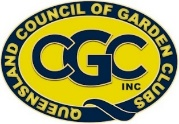 QUEENSLAND COUNCIL OF GARDEN CLUBS
CGC
INC